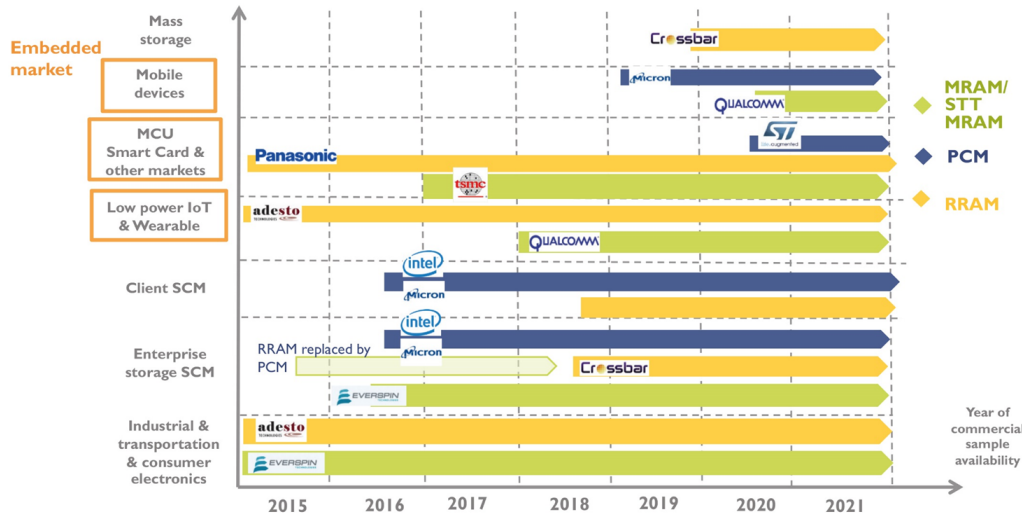 Embedded
market
Mass
storage
Crossbar
Mobile
devices
Micron
QUALCOMM
MRAM/
STT
MRAM
PCM
RRAM
MCU
Smart Card &
other markets
ST
Panasonic
tsmc
Low power IoT
& Wearable
adesto
TECHNOLOGIES
QUALCOMM
Client SCM
intel
Micron
Enterprise
storage SCM
intel
Micron
RRAM replaced by
PCM
Crossbar
EVERSPIN
Industrial &
transportation
& consumer
electronics
adesto
TECHNOLOGIES
EVERSPIN
Year of
commercial
sample
availability
2015 2016 2017 2018 2019 2020 2021